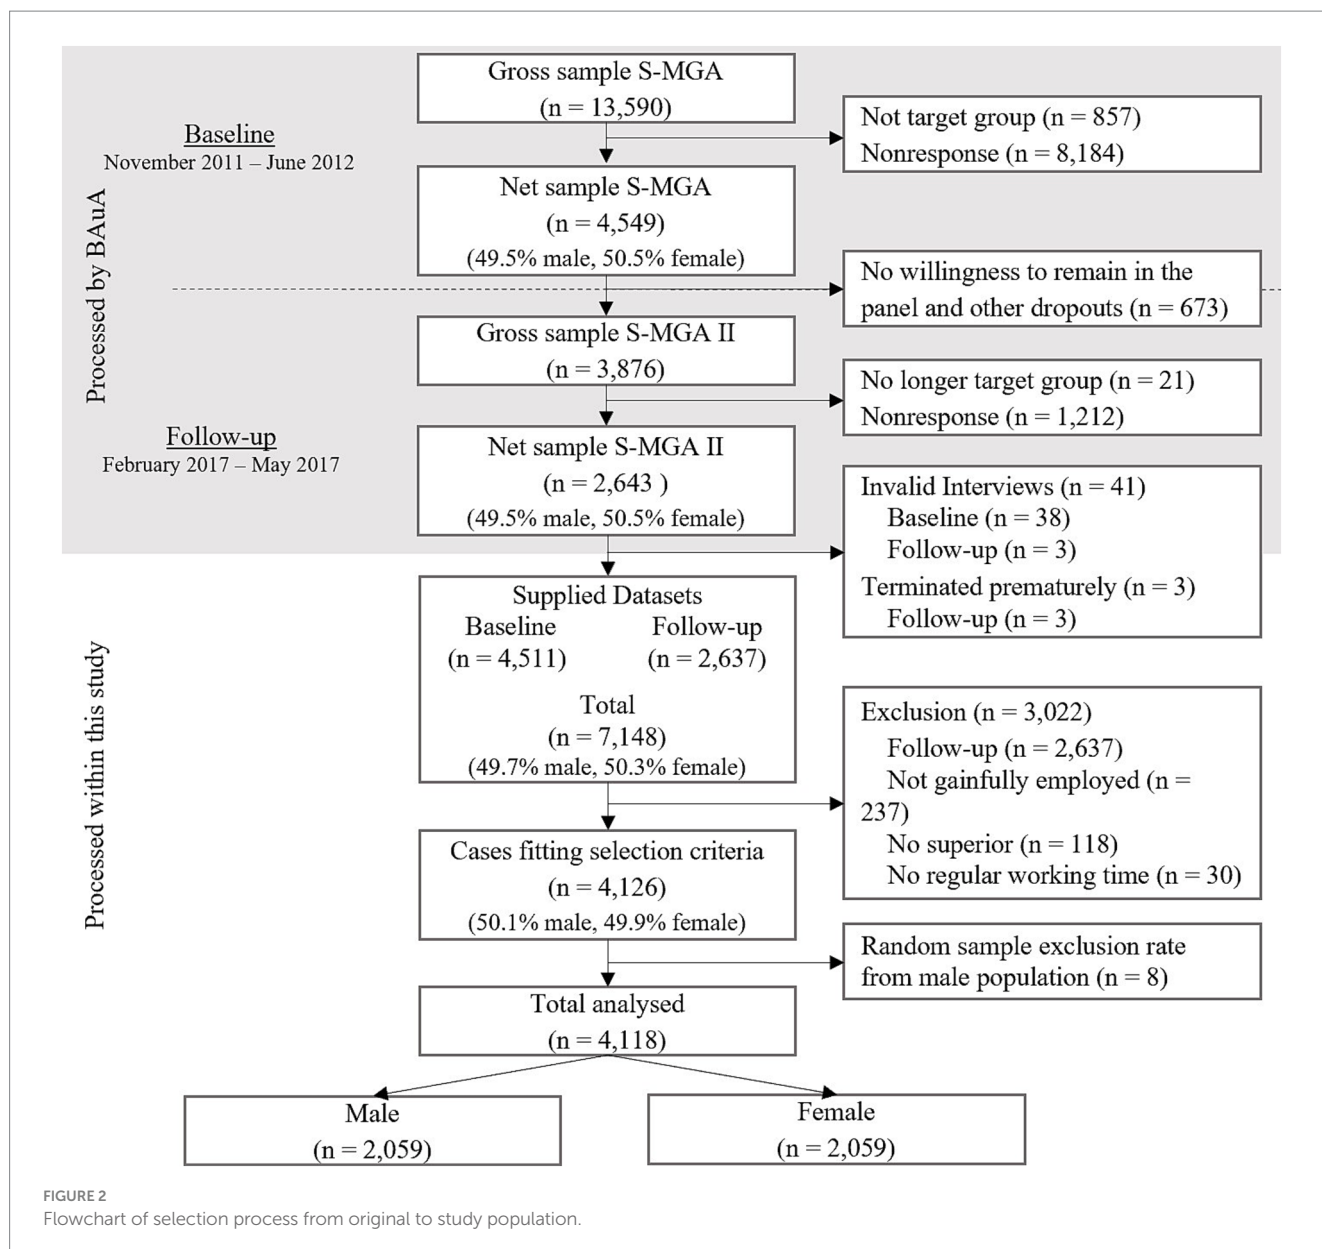 Gross sample S-MGA
(n = 13,590)
Baseline
November 2011 – June 2012
Not target group (n = 857)
Nonresponse (n = 8,184)
Net sample S-MGA
(n = 4,549)
(49.5% male, 50.5% female)
Processed by BAuA
No willingness to remain in the
panel and other dropouts (n = 673)
Gross sample S-MGA II
(n = 3,876)
No longer target group (n = 21)
Nonresponse (n = 1,212)
Follow-up
February 2017 – May 2017
Net sample S-MGA II
(n = 2,643 )
(49.5% male, 50.5% female)
Invalid Interviews (n = 41)
Baseline (n = 38)
Follow-up (n = 3)
Terminated prematurely (n = 3)
Follow-up (n = 3)
Supplied Datasets
Baseline Follow-up
(n = 4,511) (n = 2,637)
Total
(n = 7,148)
(49.7% male, 50.3% female)
Processed within this study
Exclusion (n = 3,022)
Follow-up (n = 2,637)
Not gainfully employed (n =
237)
No superior (n = 118)
No regular working time (n = 30)
Cases fitting selection criteria
(n = 4,126)
(50.1% male, 49.9% female)
Random sample exclusion rate
from male population (n = 8)
Total analysed
(n = 4,118)
Male
(n = 2,059)
Female
(n = 2,059)
FIGURE 2
Flowchart of selection process from original to study population.